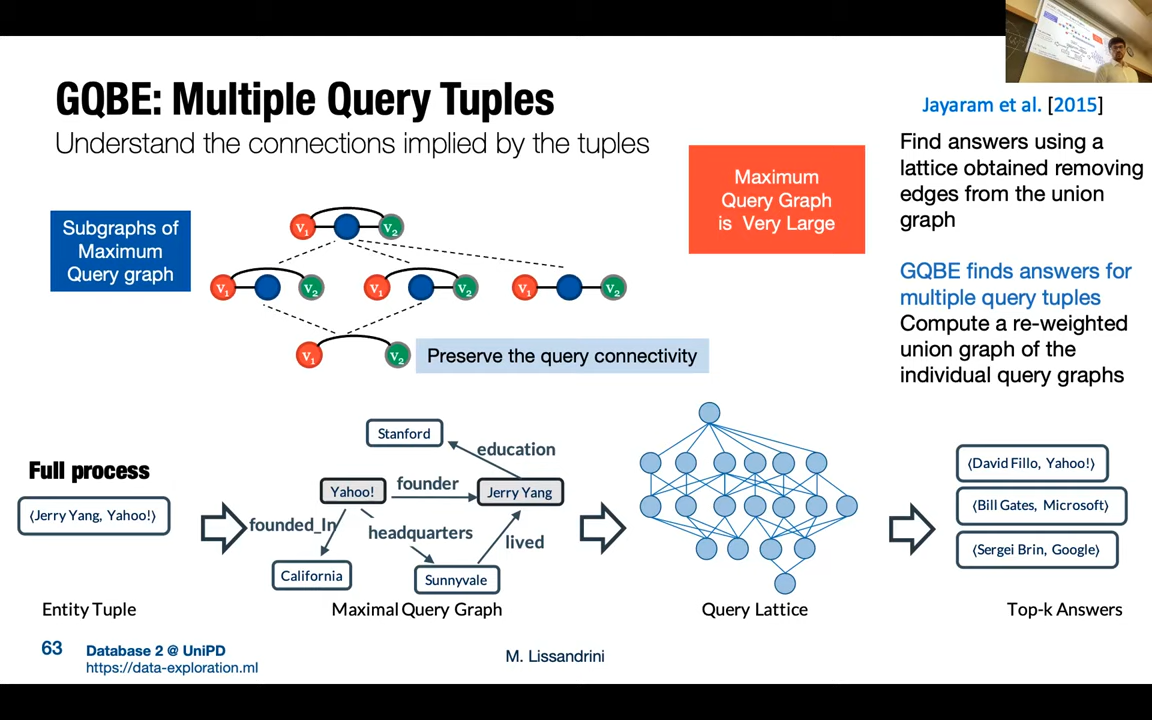 GQBE: Multiple Query Tuples
Understand the connections implied by the tuples
Jayaram et al. [2015]
Find answers using a
lattice obtained removing
edges from the union
graph
GQBE finds answers for
multiple query tuples
Compute a re-weighted
union graph of the
individual query graphs
Maximum
Query Graph
is Very Large
Subgraphs of
Maximum
Query graph
v₁
v₂
v₁
v₂
v₁
v₂
v₁
v₂
v₁
v₂
Preserve the query connectivity
Full process
⟨Jerry Yang, Yahoo!⟩
Entity Tuple
Stanford
education
Yahoo!
founder
Jerry Yang
founded_In
headquarters
lived
California
Sunnyvale
Maximal Query Graph
Query Lattice
⟨David Fillo, Yahoo!⟩
⟨Bill Gates, Microsoft⟩
⟨Sergei Brin, Google⟩
Top-k Answers
63
Database 2 @ UniPD
https://data-exploration.ml
M. Lissandrini